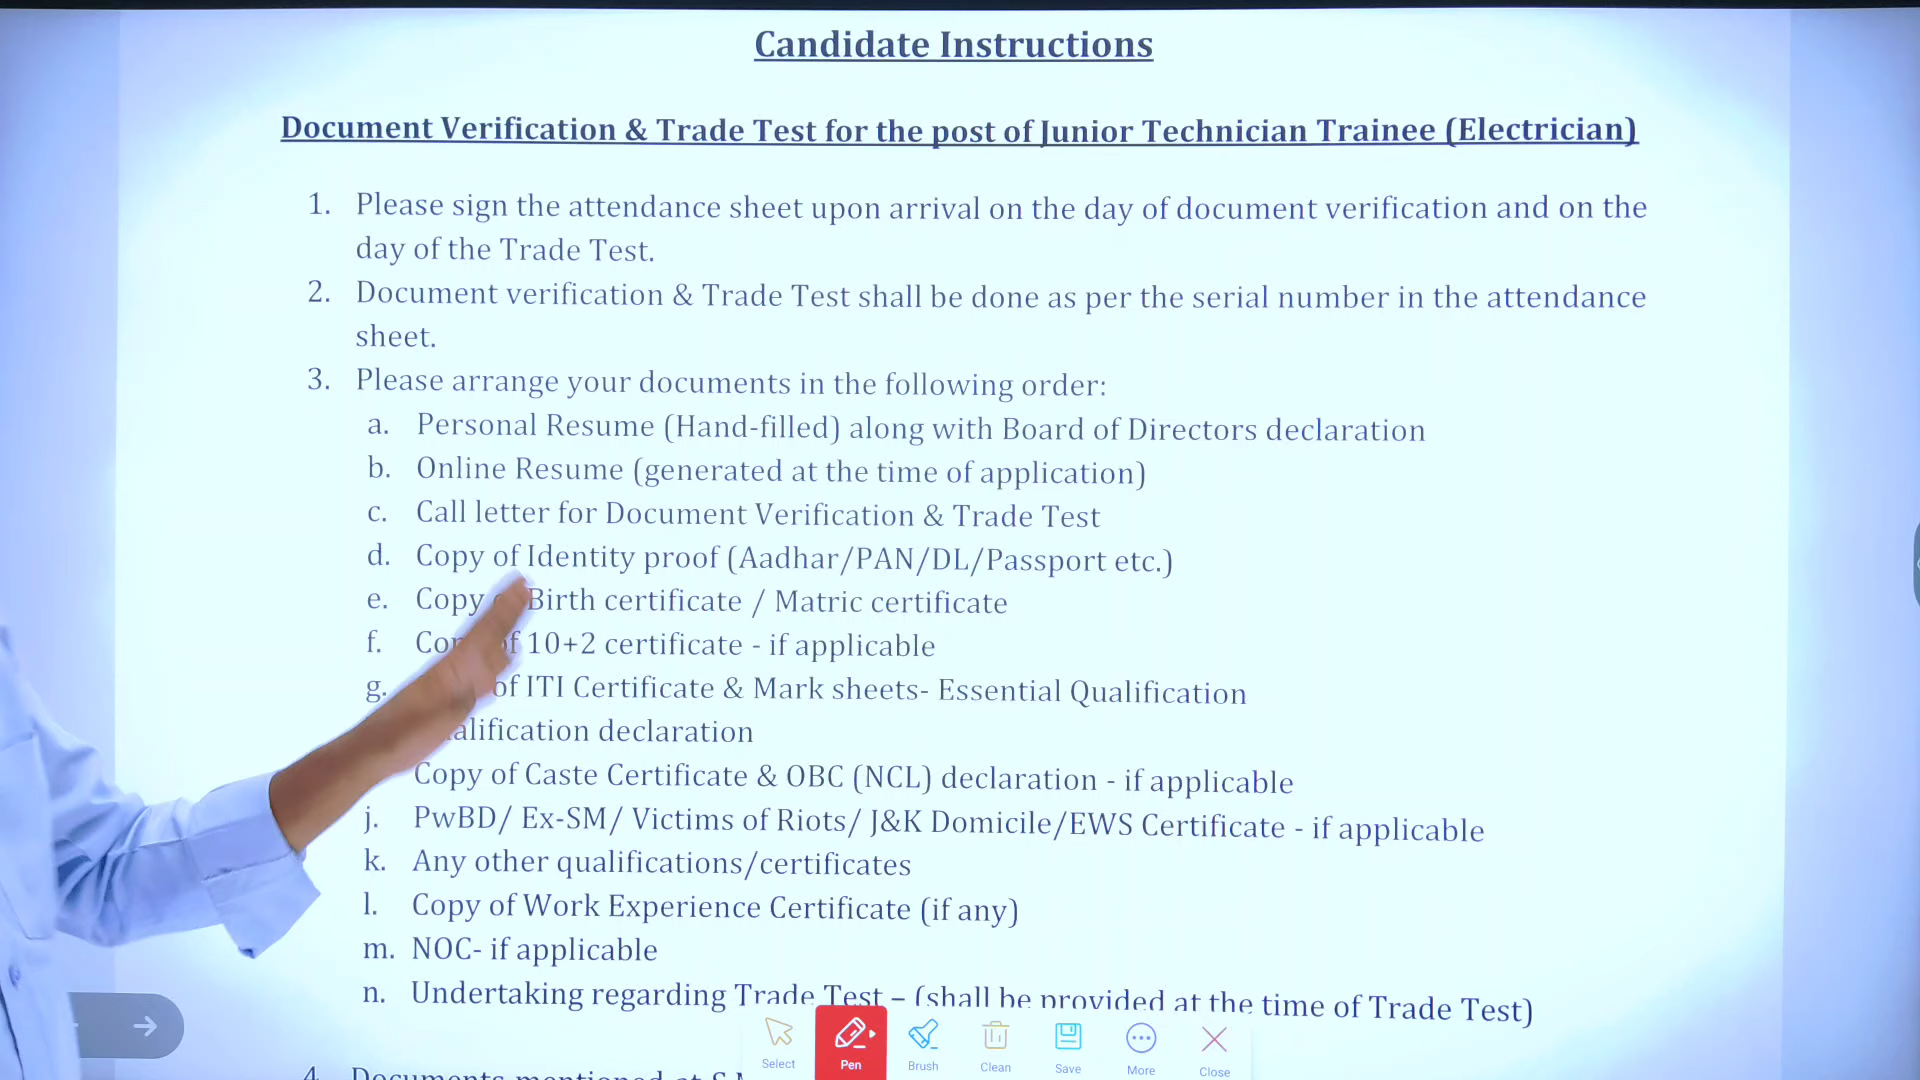 Candidate Instructions
Document Verification & Trade Test for the post of Junior Technician Trainee (Electrician)
1. Please sign the attendance sheet upon arrival on the day of document verification and on the
day of the Trade Test.
2. Document verification & Trade Test shall be done as per the serial number in the attendance
sheet.
3. Please arrange your documents in the following order:
a. Personal Resume (Hand-filled) along with Board of Directors declaration
b. Online Resume (generated at the time of application)
c. Call letter for Document Verification & Trade Test
d. Copy of Identity proof (Aadhar/PAN/DL/Passport etc.)
e. Copy Birth certificate / Matric certificate
f. 10+2 certificate - if applicable
g. of ITI Certificate & Mark sheets- Essential Qualification
declaration
Copy of Caste Certificate & OBC (NCL) declaration - if applicable
j. PwBD/ Ex-SM/ Victims of Riots/ J&K Domicile/EWS Certificate - if applicable
k. Any other qualifications/certificates
l. Copy of Work Experience Certificate (if any)
m. NOC- if applicable
n. Undertaking regarding Trade Test – (shall be provided at the time of Trade Test)
4. Documents mentioned at
Select Pen Brush Clean Save More Close